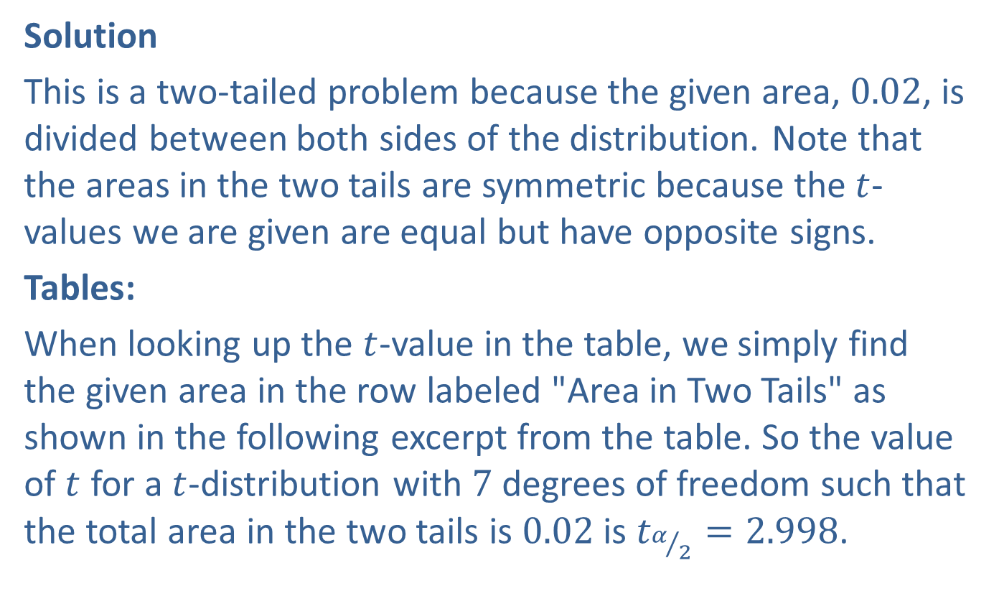 Solution
This is a two-tailed problem because the given area, 0.02, is
divided between both sides of the distribution. Note that
the areas in the two tails are symmetric because the t-
values we are given are equal but have opposite signs.
Tables:
When looking up the t-value in the table, we simply find
the given area in the row labeled "Area in Two Tails" as
shown in the following excerpt from the table. So the value
of t for a t-distribution with 7 degrees of freedom such that
the total area in the two tails is 0.02 is tα/2 = 2.998.